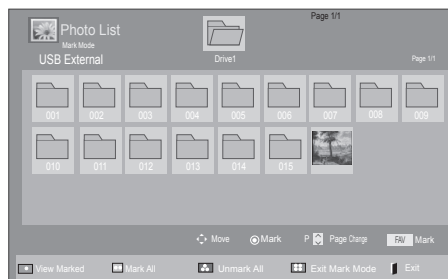 Page 1/1
Photo List
Mark Mode
USB External
Drive1
Page 1/1
001 002 003 004 005 006 007 008 009
010 011 012 013 014 015
Move Mark P Page Change FAV Mark
View Marked Mark All Unmark All Exit Mark Mode Exit